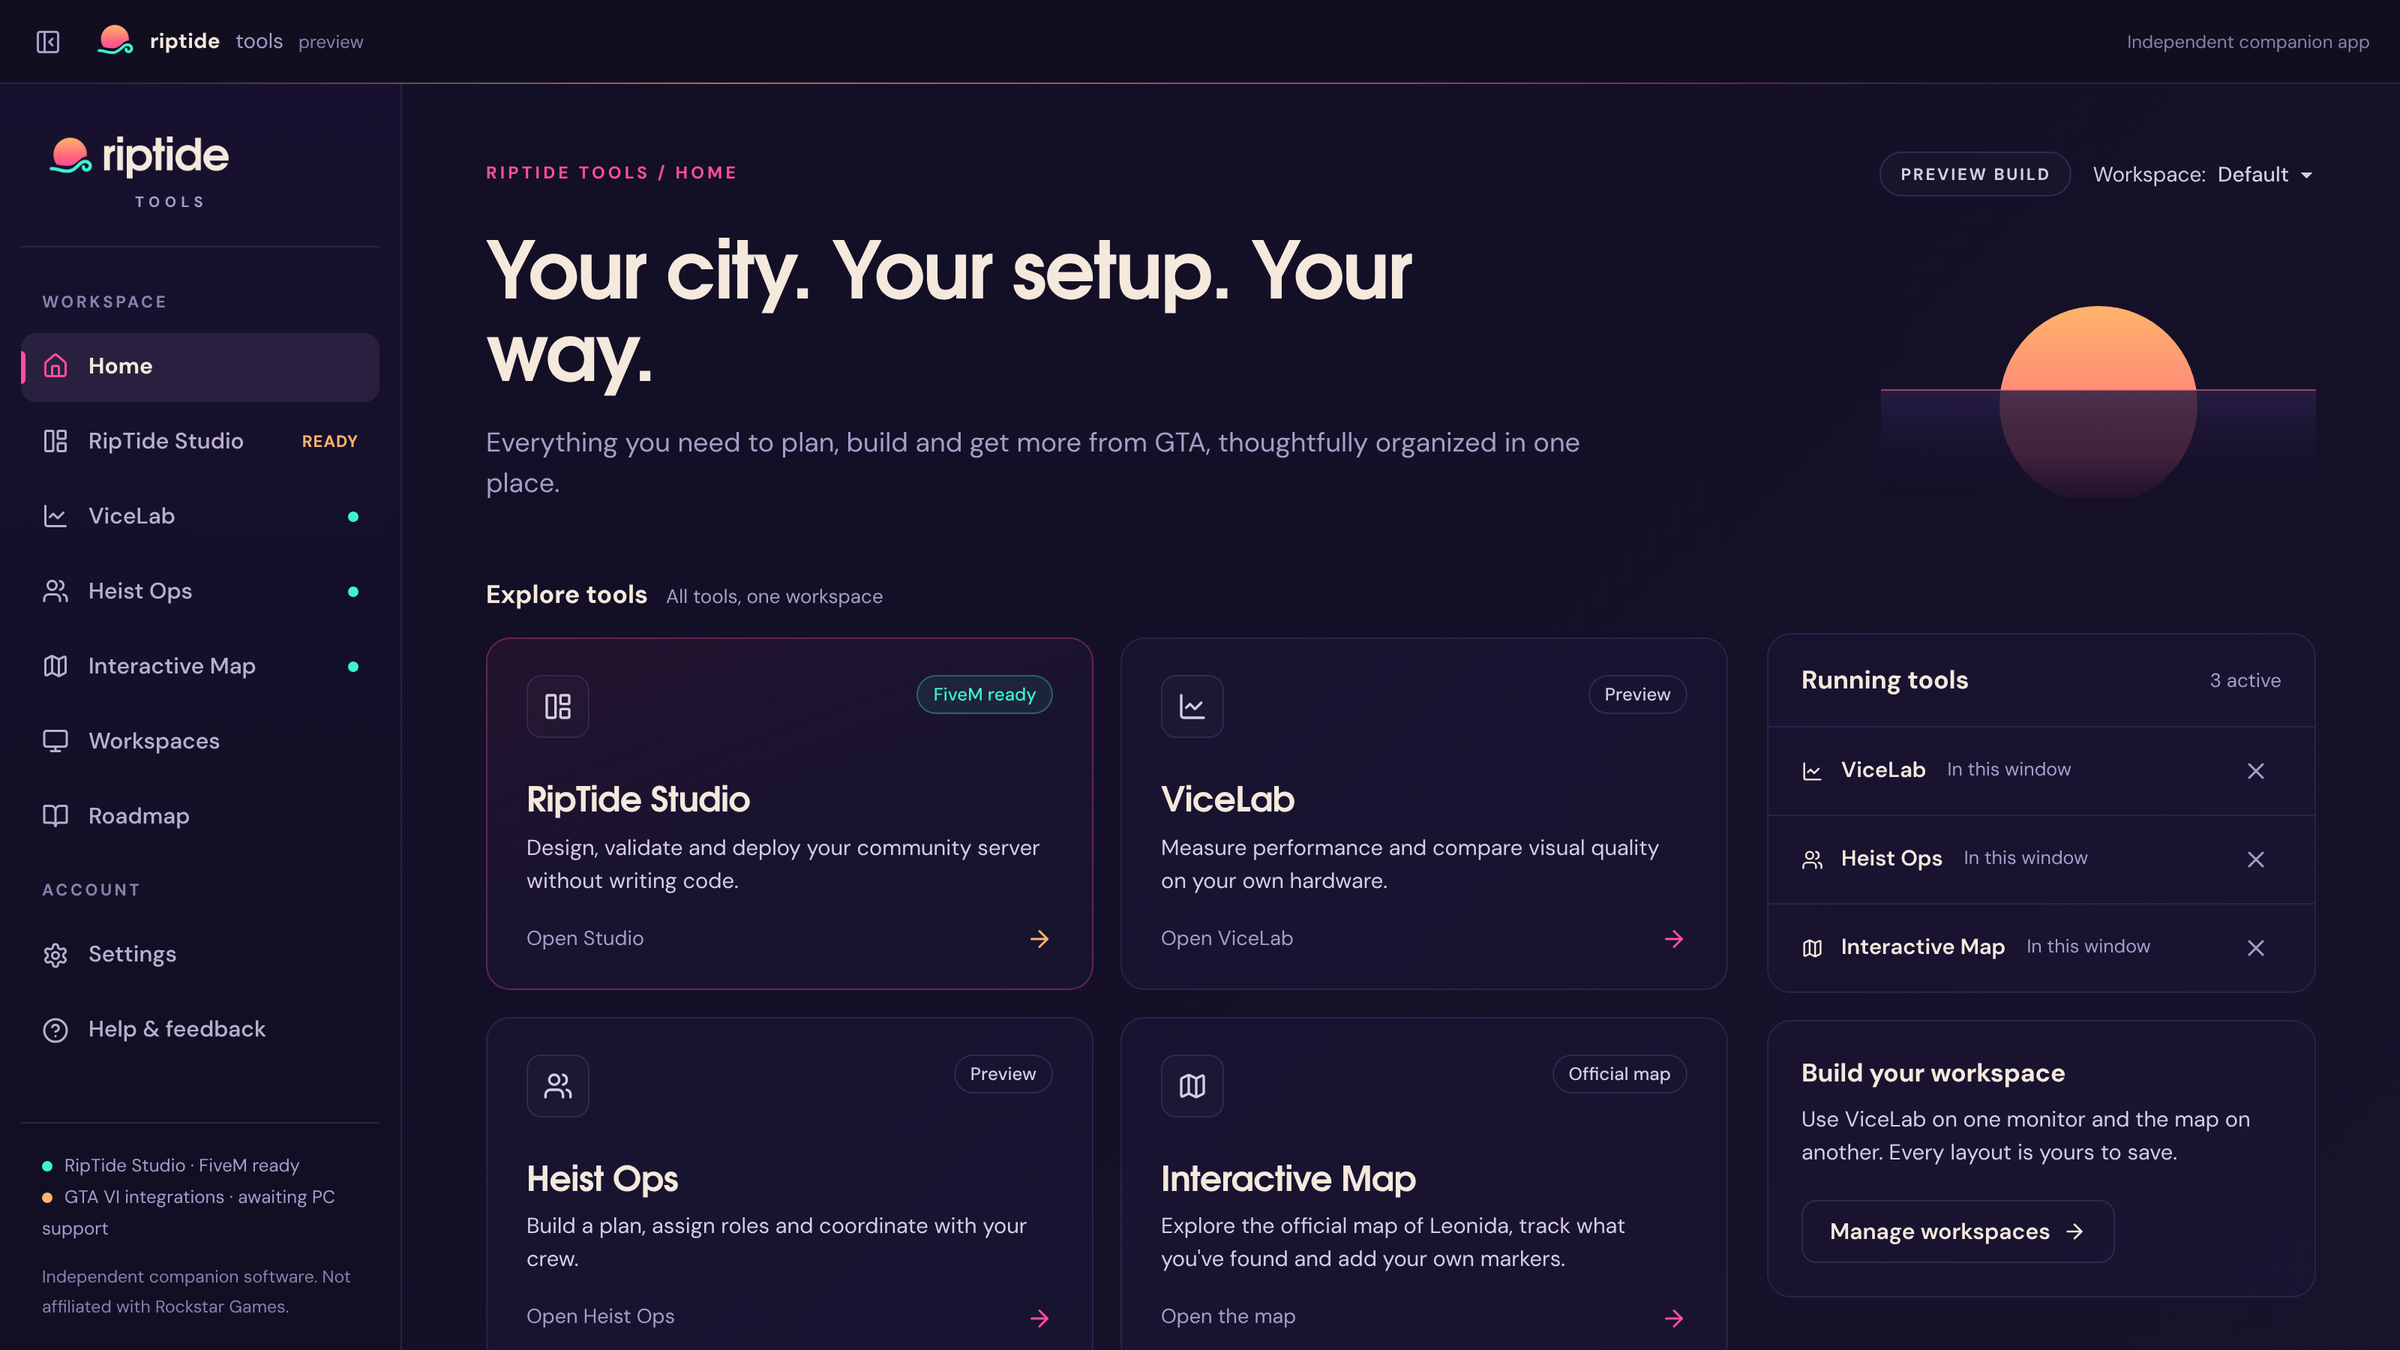 riptide tools preview
Independent companion app
riptide
TOOLS
WORKSPACE
Home
RipTide Studio READY
ViceLab
Heist Ops
Interactive Map
Workspaces
Roadmap
ACCOUNT
Settings
Help & feedback
RipTide Studio · FiveM ready
GTA VI integrations · awaiting PC
support
Independent companion software. Not
affiliated with Rockstar Games.
RIPTIDE TOOLS / HOME
PREVIEW BUILD
Workspace: Default
Your city. Your setup. Your
way.
Everything you need to plan, build and get more from GTA, thoughtfully organized in one
place.
Explore tools All tools, one workspace
FiveM ready
RipTide Studio
Design, validate and deploy your community server
without writing code.
Open Studio
Preview
ViceLab
Measure performance and compare visual quality
on your own hardware.
Open ViceLab
Preview
Heist Ops
Build a plan, assign roles and coordinate with your
crew.
Open Heist Ops
Official map
Interactive Map
Explore the official map of Leonida, track what
you've found and add your own markers.
Open the map
Running tools 3 active
ViceLab In this window
Heist Ops In this window
Interactive Map In this window
Build your workspace
Use ViceLab on one monitor and the map on
another. Every layout is yours to save.
Manage workspaces